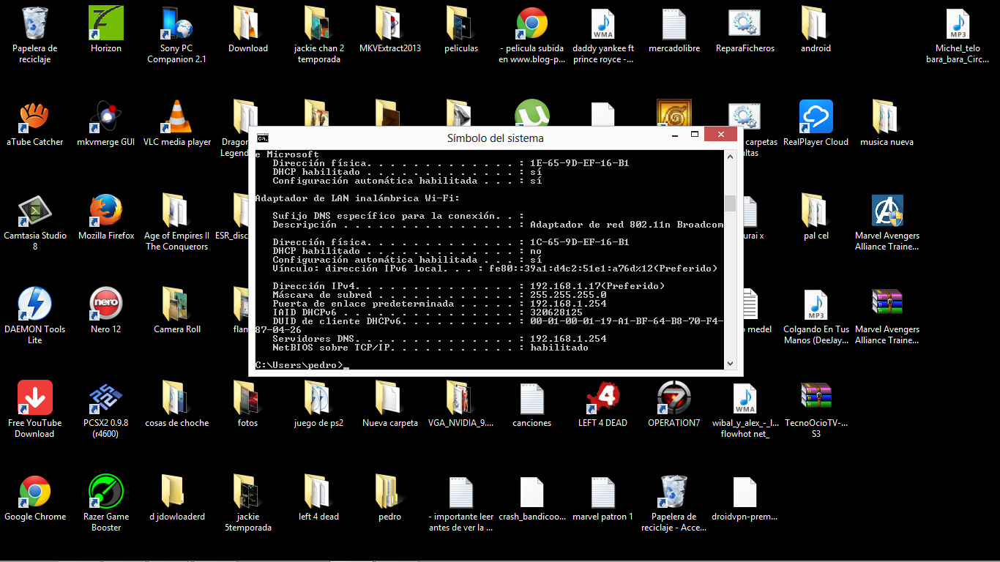 Papelera de
reciclaje
Horizon
Sony PC
Companion 2.1
Download
jackie chan 2
temporada
MKVExtract2013
peliculas
- pelicula subida
en www.blog-p...
daddy yankee ft
prince royce -...
mercadolibre
ReparaFicheros
android
Michel_telo
bara_bara_Circ...
aTube Catcher
mkvmerge GUI
VLC media player
Dragon
Legend
carpetas
ultas
RealPlayer Cloud
musica nueva
Símbolo del sistema
e Microsoft
Dirección física. . . . . . . . . . . . . : 1E-65-9D-EF-16-B1
DHCP habilitado . . . . . . . . . . . . . : sí
Configuración automática habilitada . . . : sí
Adaptador de LAN inalámbrica Wi-Fi:
Sufijo DNS específico para la conexión. . :
Descripción . . . . . . . . . . . . . . . : Adaptador de red 802.11n Broadcom
Dirección física. . . . . . . . . . . . . : 1C-65-9D-EF-16-B1
DHCP habilitado . . . . . . . . . . . . . : no
Configuración automática habilitada . . . : sí
Vínculo: dirección IPv6 local. . . : fe80::39a1:d4c2:51e1:a76d%12(Preferido)
Dirección IPv4. . . . . . . . . . . . . . : 192.168.1.17(Preferido)
Máscara de subred . . . . . . . . . . . . : 255.255.255.0
Puerta de enlace predeterminada . . . . . : 192.168.1.254
IAID DHCPv6 . . . . . . . . . . . . . . . : 320628125
DUID de cliente DHCPv6. . . . . . . . . . : 00-01-00-01-19-A1-BF-64-B8-70-F4-
87-04-26
Servidores DNS. . . . . . . . . . . . . . : 192.168.1.254
NetBIOS sobre TCP/IP. . . . . . . . . . . : habilitado
C:\Users\pedro>_
Camtasia Studio
8
Mozilla Firefox
Age of Empires II
The Conquerors
ESR_disc
urai x
pal cel
Marvel Avengers
Alliance Traine...
DAEMON Tools
Lite
Nero 12
Camera Roll
flam
o medel
Colgando En Tus
Manos (DeeJay...
Marvel Avengers
Alliance Traine...
Free YouTube
Download
PCSX2 0.9.8
(r4600)
cosas de choche
fotos
juego de ps2
Nueva carpeta
VGA_NVIDIA_9....
canciones
LEFT 4 DEAD
OPERATION7
wibal_y_alex_-_l...
flowhot net_
TecnoOcioTV-...
S3
Google Chrome
Razer Game
Booster
d jdowloaderd
jackie
5temporada
left 4 dead
pedro
- importante leer
antes de ver la ...
crash_bandicoo...
marvel patron 1
Papelera de
reciclaje - Acce...
droidvpn-prem...